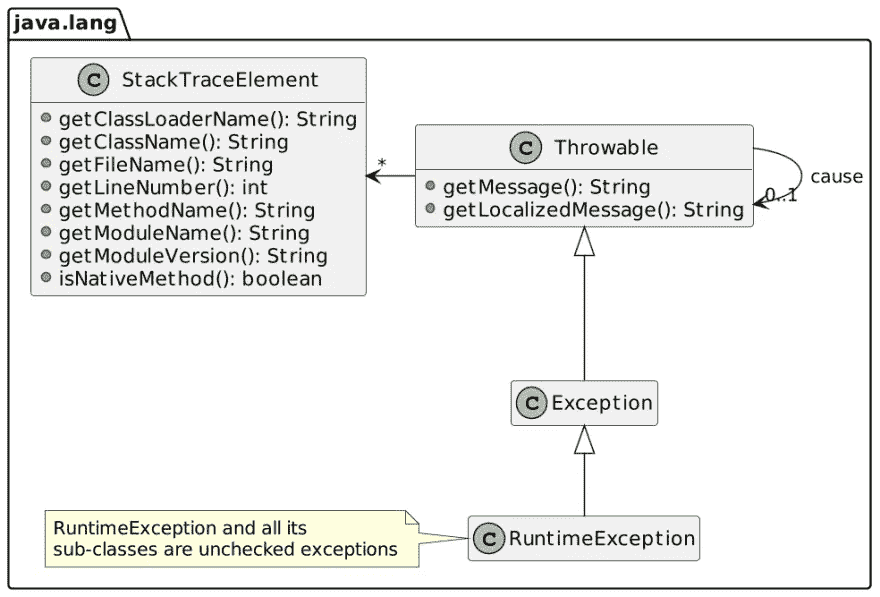 java.lang
C StackTraceElement
getClassLoaderName(): String
getClassName(): String
getFileName(): String
getLineNumber(): int
getMethodName(): String
getModuleName(): String
getModuleVersion(): String
isNativeMethod(): boolean
*
C Throwable
getMessage(): String
getLocalizedMessage(): String
cause
0..1
C Exception
RuntimeException and all its
sub-classes are unchecked exceptions
C RuntimeException